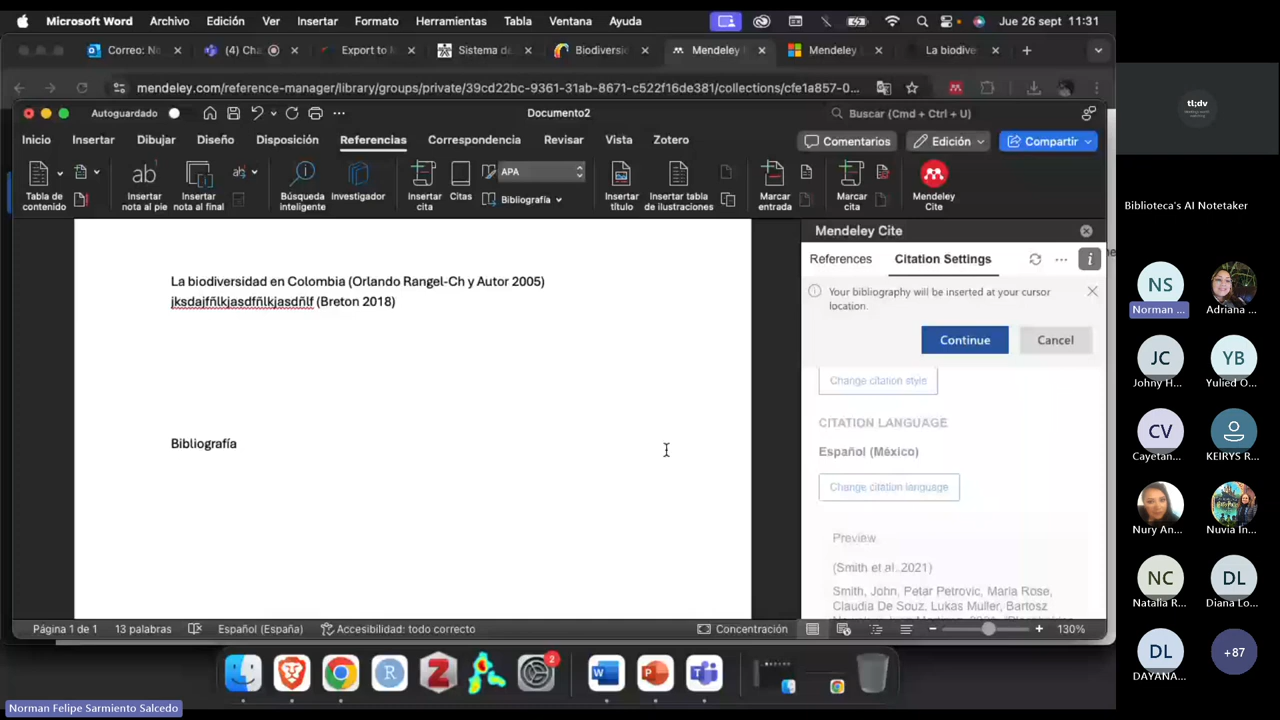 Microsoft Word Archivo Edición Ver Insertar Formato Herramientas Tabla Ventana Ayuda Jue 26 sept 11:31
Correo: No (4) Cha Export to Sistema de Biodiversi Mendeley Mendeley La biodive
mendeley.com/reference-manager/library/groups/private/39cd22bc-9361-31ab-8671-c522f16de381/collections/cfe1a857-0...
Autoguardado Documento2 Buscar (Cmd + Ctrl + U)
Inicio Insertar Dibujar Diseño Disposición Referencias Correspondencia Revisar Vista Zotero Comentarios Edición Compartir
APA
Bibliografía
Tabla de contenido
Insertar nota al pie
Insertar nota al final
Búsqueda inteligente
Investigador
Insertar cita
Citas
Insertar título
Insertar tabla de ilustraciones
Marcar entrada
Marcar cita
Mendeley Cite
La biodiversidad en Colombia (Orlando Rangel-Ch y Autor 2005)
jksdajfñlkjasdfñlkjasdñlf (Breton 2018)
Bibliografía
Mendeley Cite
References Citation Settings
Your bibliography will be inserted at your cursor
location.
Continue Cancel
Change citation style
CITATION LANGUAGE
Español (México)
Change citation language
Preview
(Smith et al. 2021)
Smith, John, Petar Petrovic, Maria Rose,
Claudia De Souz, Lukas Muller, Bartosz
Página 1 de 1 13 palabras Español (España) Accesibilidad: todo correcto Concentración 130%
2
Norman Felipe Sarmiento Salcedo
tl;dv
Biblioteca's AI Notetaker
NS
Norman ... Adriana ...
JC YB
Johny H... Yulied O...
CV
Cayetan... KEIRYS R...
Nury An... Nuvia In...
NC DL
Natalia R... Diana Lo...
DL +87
DAYANA...